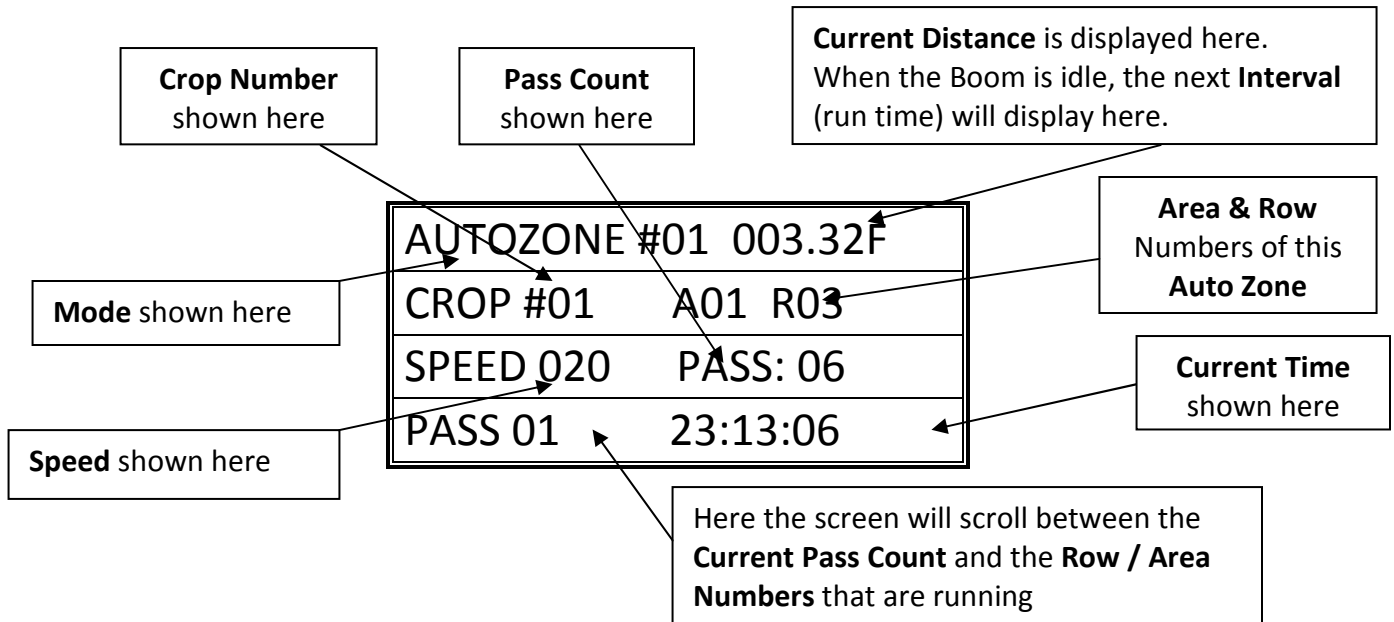 Current Distance is displayed here.
When the Boom is idle, the next Interval
(run time) will display here.
Crop Number
shown here
Pass Count
shown here
Area & Row
Numbers of this
Auto Zone
AUTOZONE #01 003.32F
CROP #01 A01 R03
SPEED 020 PASS: 06
PASS 01 23:13:06
Mode shown here
Current Time
shown here
Speed shown here
Here the screen will scroll between the
Current Pass Count and the Row / Area
Numbers that are running